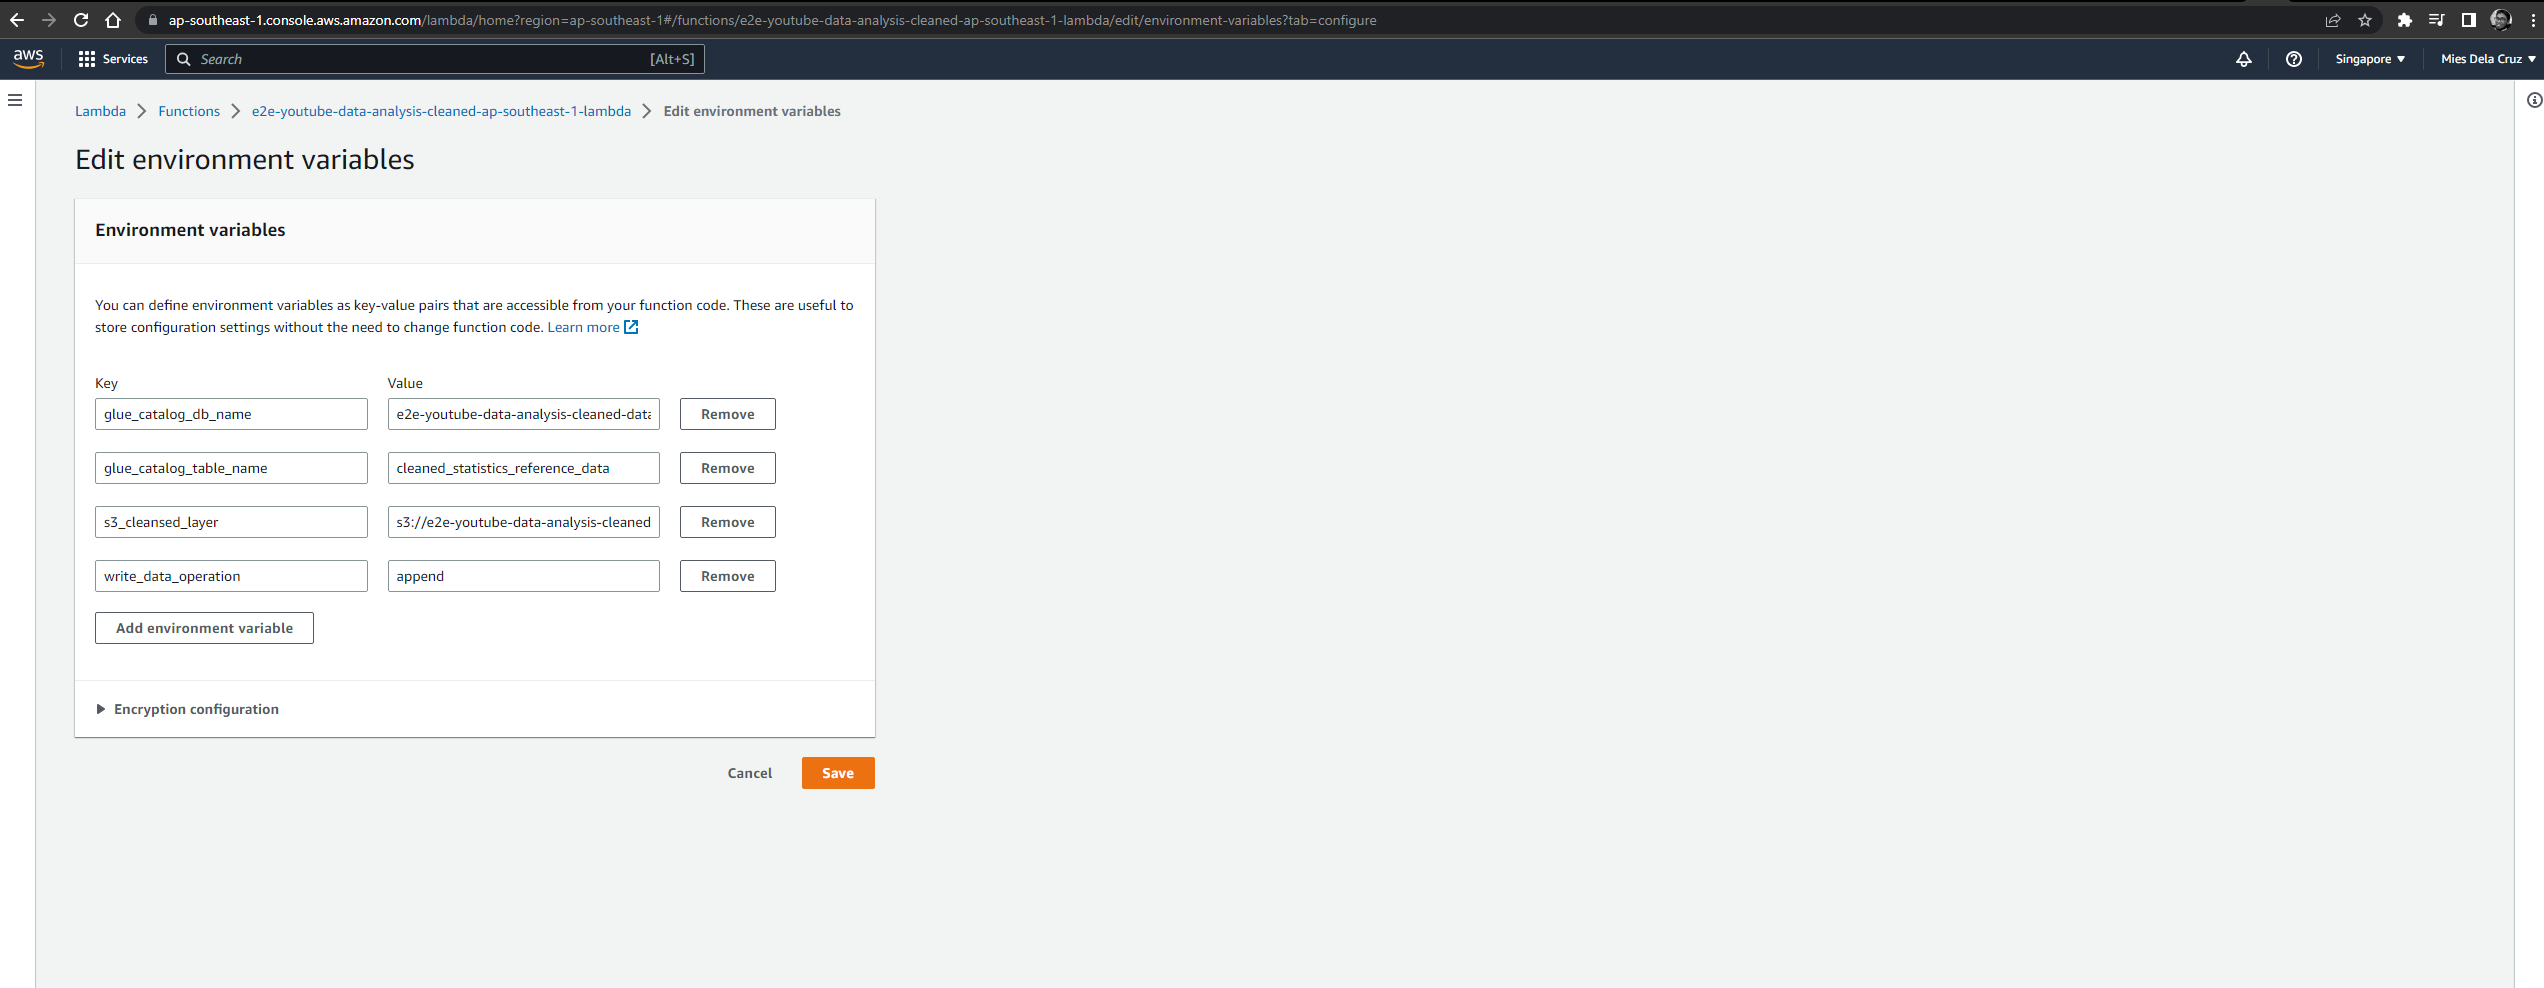 ap-southeast-1.console.aws.amazon.com/lambda/home?region=ap-southeast-1#/functions/e2e-youtube-data-analysis-cleaned-ap-southeast-1-lambda/edit/environment-variables?tab=configure
aws Services Search [Alt+S] Singapore Mies Dela Cruz
Lambda Functions e2e-youtube-data-analysis-cleaned-ap-southeast-1-lambda Edit environment variables
Edit environment variables
Environment variables
You can define environment variables as key-value pairs that are accessible from your function code. These are useful to
store configuration settings without the need to change function code. Learn more
Key Value
glue_catalog_db_name e2e-youtube-data-analysis-cleaned-data Remove
glue_catalog_table_name cleaned_statistics_reference_data Remove
s3_cleansed_layer s3://e2e-youtube-data-analysis-cleaned Remove
write_data_operation append Remove
Add environment variable
Encryption configuration
Cancel Save